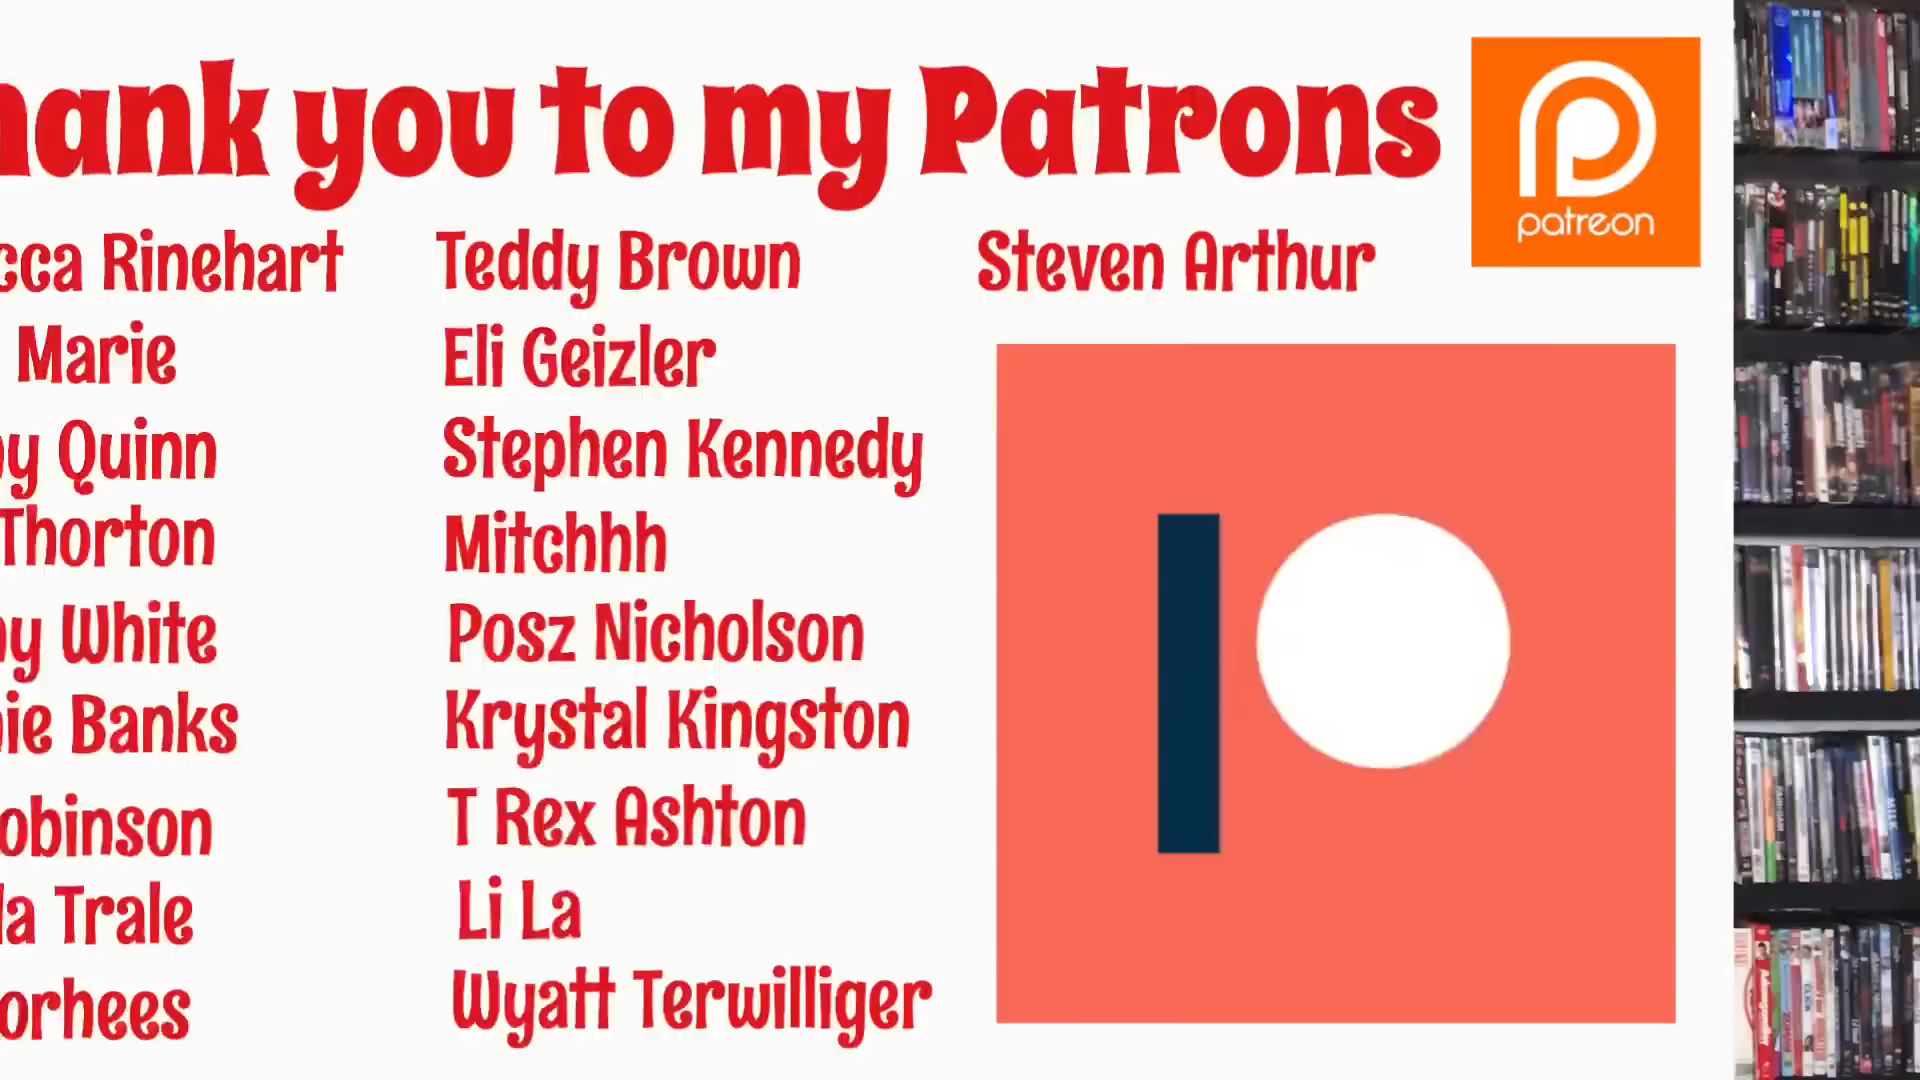 hank you to my Patrons
patreon
cca Rinehart
Teddy Brown
Steven Arthur
Marie
Eli Geizler
y Quinn
Stephen Kennedy
Thorton
Mitchhh
y White
Posz Nicholson
ie Banks
Krystal Kingston
obinson
T Rex Ashton
la Trale
Li La
orhees
Wyatt Terwilliger